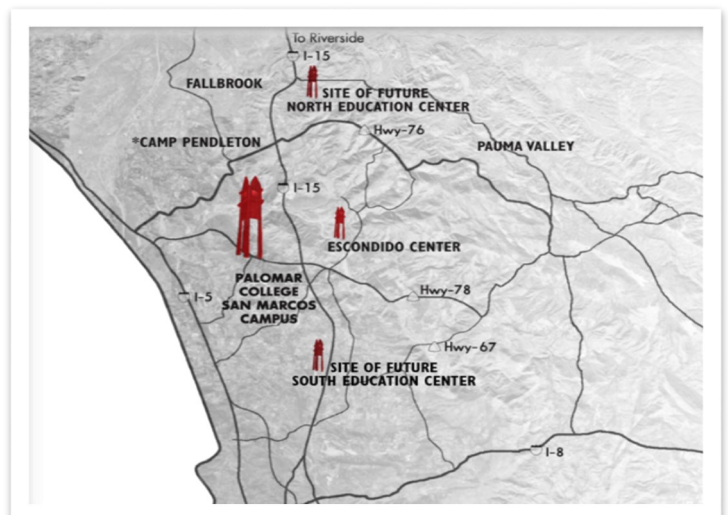 To Riverside
I-15
FALLBROOK
SITE OF FUTURE
NORTH EDUCATION CENTER
Hwy-76
*CAMP PENDLETON
PAUMA VALLEY
I-15
ESCONDIDO CENTER
PALOMAR
COLLEGE
SAN MARCOS
CAMPUS
I-5
Hwy-78
Hwy-67
SITE OF FUTURE
SOUTH EDUCATION CENTER
I-8